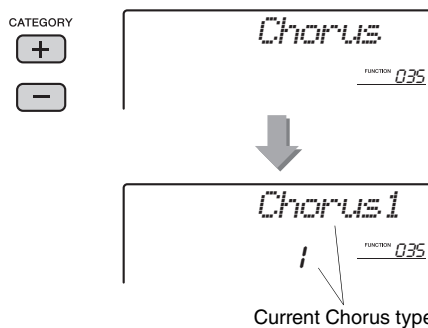 CATEGORY
+
Chorus
FUNCTION 035
-
Chorus1
1 FUNCTION 035
Current Chorus type